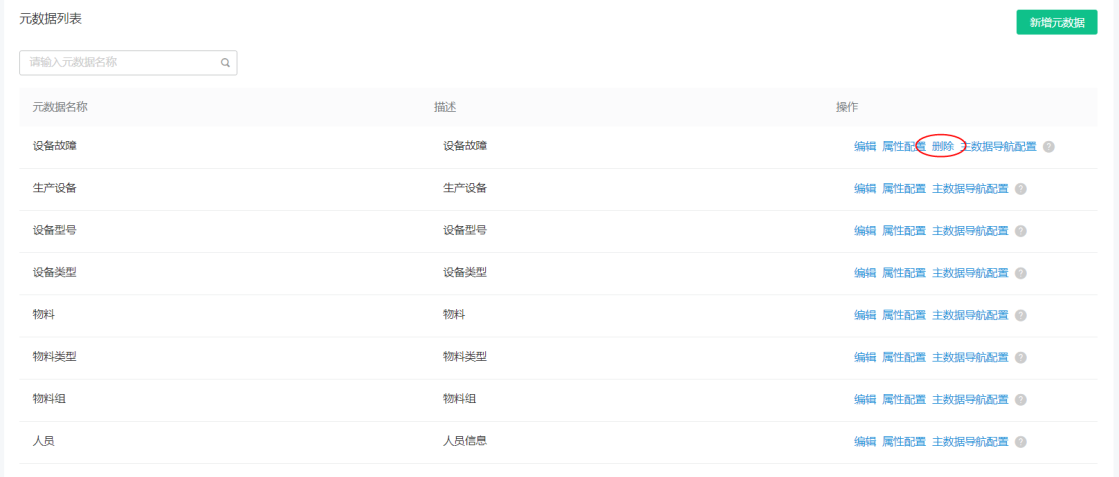 元数据列表
新增元数据
请输入元数据名称
元数据名称 描述 操作
设备故障 设备故障 编辑 属性配置 删除 主数据导航配置 ?
生产设备 生产设备 编辑 属性配置 主数据导航配置 ?
设备型号 设备型号 编辑 属性配置 主数据导航配置 ?
设备类型 设备类型 编辑 属性配置 主数据导航配置 ?
物料 物料 编辑 属性配置 主数据导航配置 ?
物料类型 物料类型 编辑 属性配置 主数据导航配置 ?
物料组 物料组 编辑 属性配置 主数据导航配置 ?
人员 人员信息 编辑 属性配置 主数据导航配置 ?